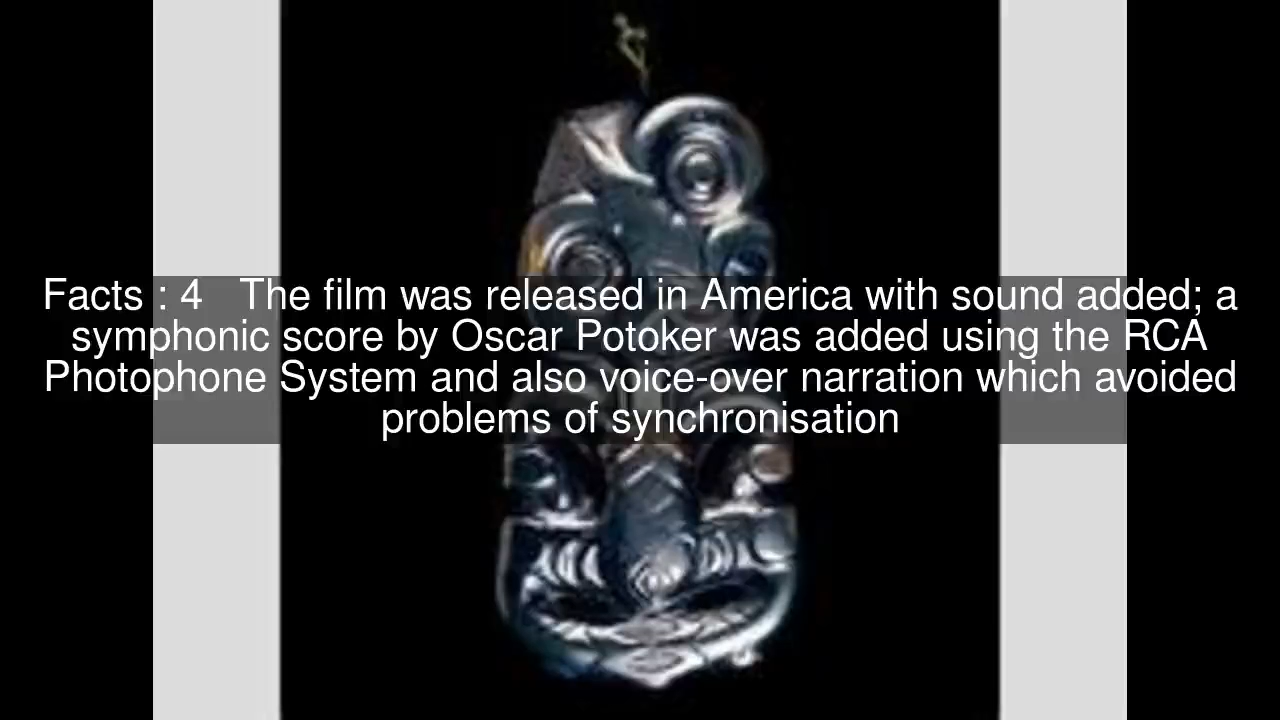 Facts : 4   The film was released in America with sound added; a
symphonic score by Oscar Potoker was added using the RCA
Photophone System and also voice-over narration which avoided
problems of synchronisation